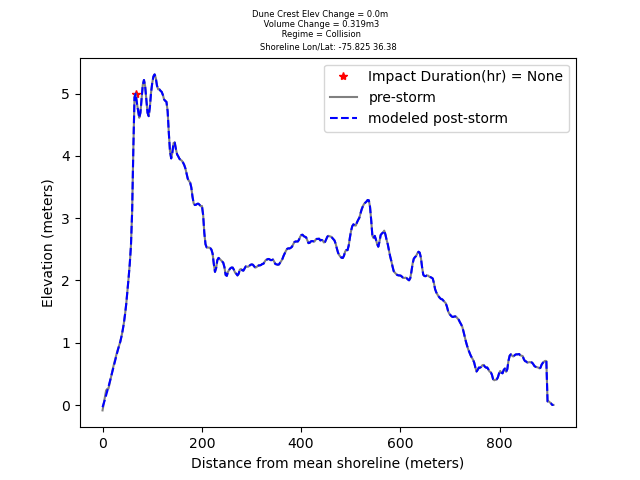 Dune Crest Elev Change = 0.0m
Volume Change = 0.319m3
Regime = Collision
Shoreline Lon/Lat: -75.825 36.38
Impact Duration(hr) = None
pre-storm
modeled post-storm
Elevation (meters)
5
4
3
2
1
0
0 200 400 600 800
Distance from mean shoreline (meters)